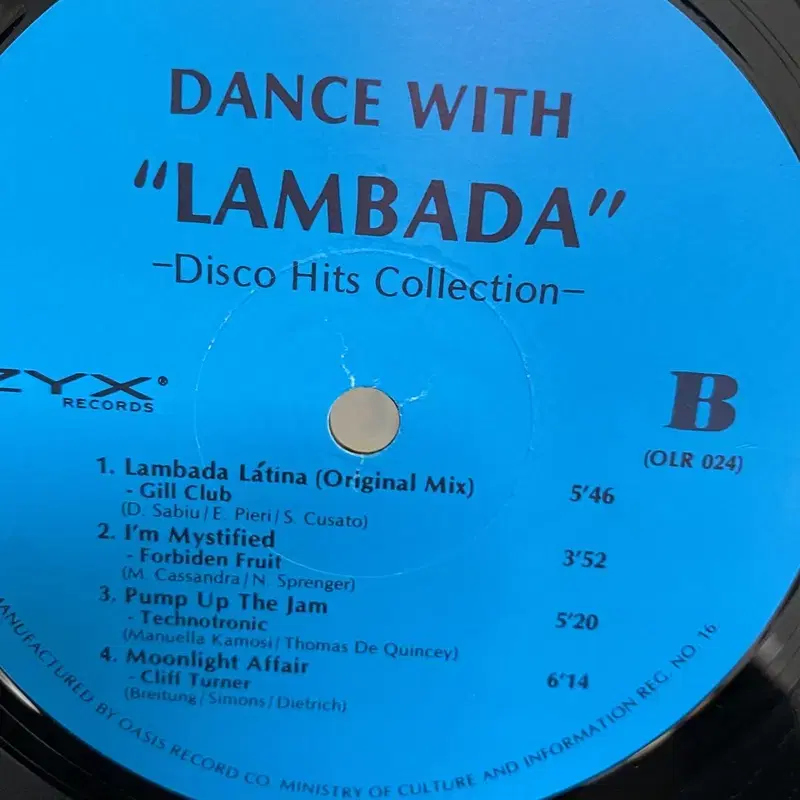 DANCE WITH
"LAMBADA"
–Disco Hits Collection–
ZYX®
RECORDS
B
(OLR 024)
1. Lambada Látina (Original Mix) 5'46
- Gill Club
(D. Sabiu/E. Pieri/S. Cusato)
2. I'm Mystified 3'52
- Forbiden Fruit
(M. Cassandra/N. Sprenger)
3. Pump Up The Jam 5'20
- Technotronic
(Manuella Kamosi/Thomas De Quincey)
4. Moonlight Affair 6'14
- Cliff Turner
(Breitung/Simons/Dietrich)
MANUFACTURED BY OASIS RECORD CO. MINISTRY OF CULTURE AND INFORMATION REG. NO. 16.